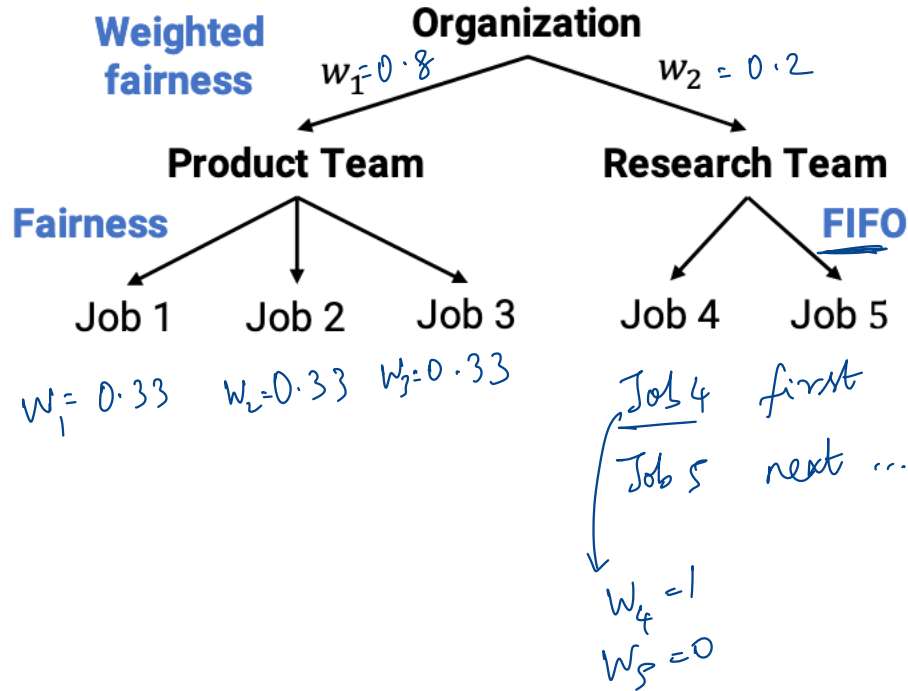 Organization
Weighted
fairness
w₁=0.8
w₂ = 0.2
Product Team
Research Team
Fairness
FIFO
Job 1
Job 2
Job 3
Job 4
Job 5
W₁= 0.33
W₂=0.33
W₃=0.33
Job 4 first
Job 5 next ...
W₄ =1
W₅ =0